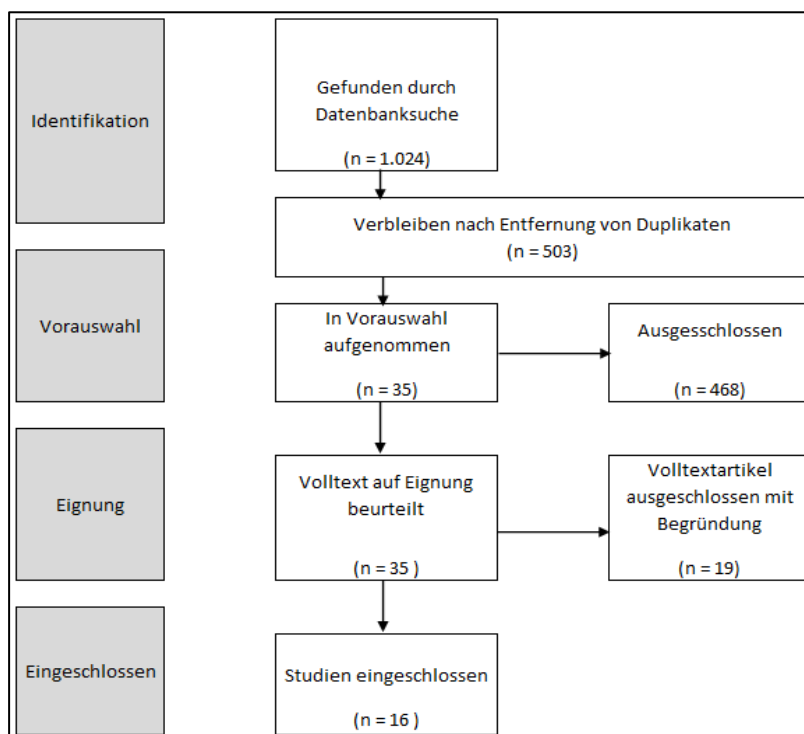 Identifikation
Gefunden durch
Datenbanksuche
(n = 1.024)
Verbleiben nach Entfernung von Duplikaten
(n = 503)
Vorauswahl
In Vorauswahl
aufgenommen
(n = 35)
Ausgesschlossen
(n = 468)
Eignung
Volltext auf Eignung
beurteilt
(n = 35 )
Volltextartikel
ausgeschlossen mit
Begründung
(n = 19)
Eingeschlossen
Studien eingeschlossen
(n = 16 )